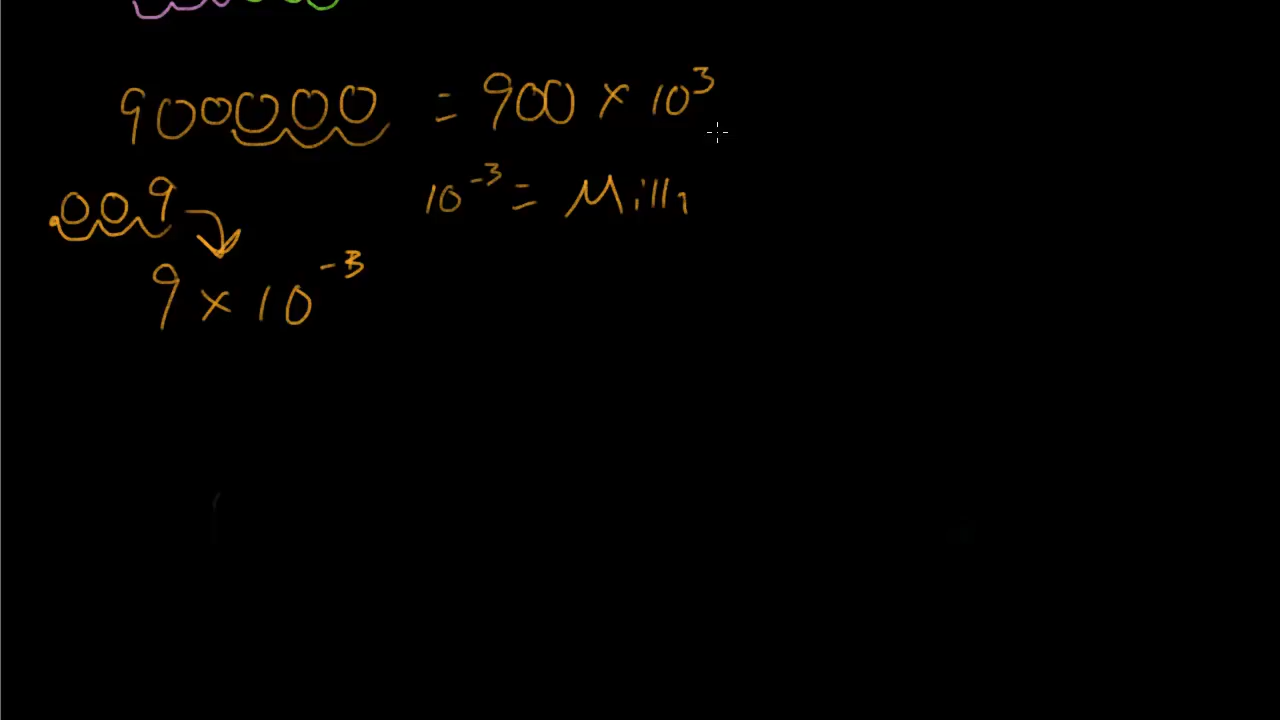 900000 = 900 × 10³
10⁻³ = Milli
.009
9 × 10⁻³